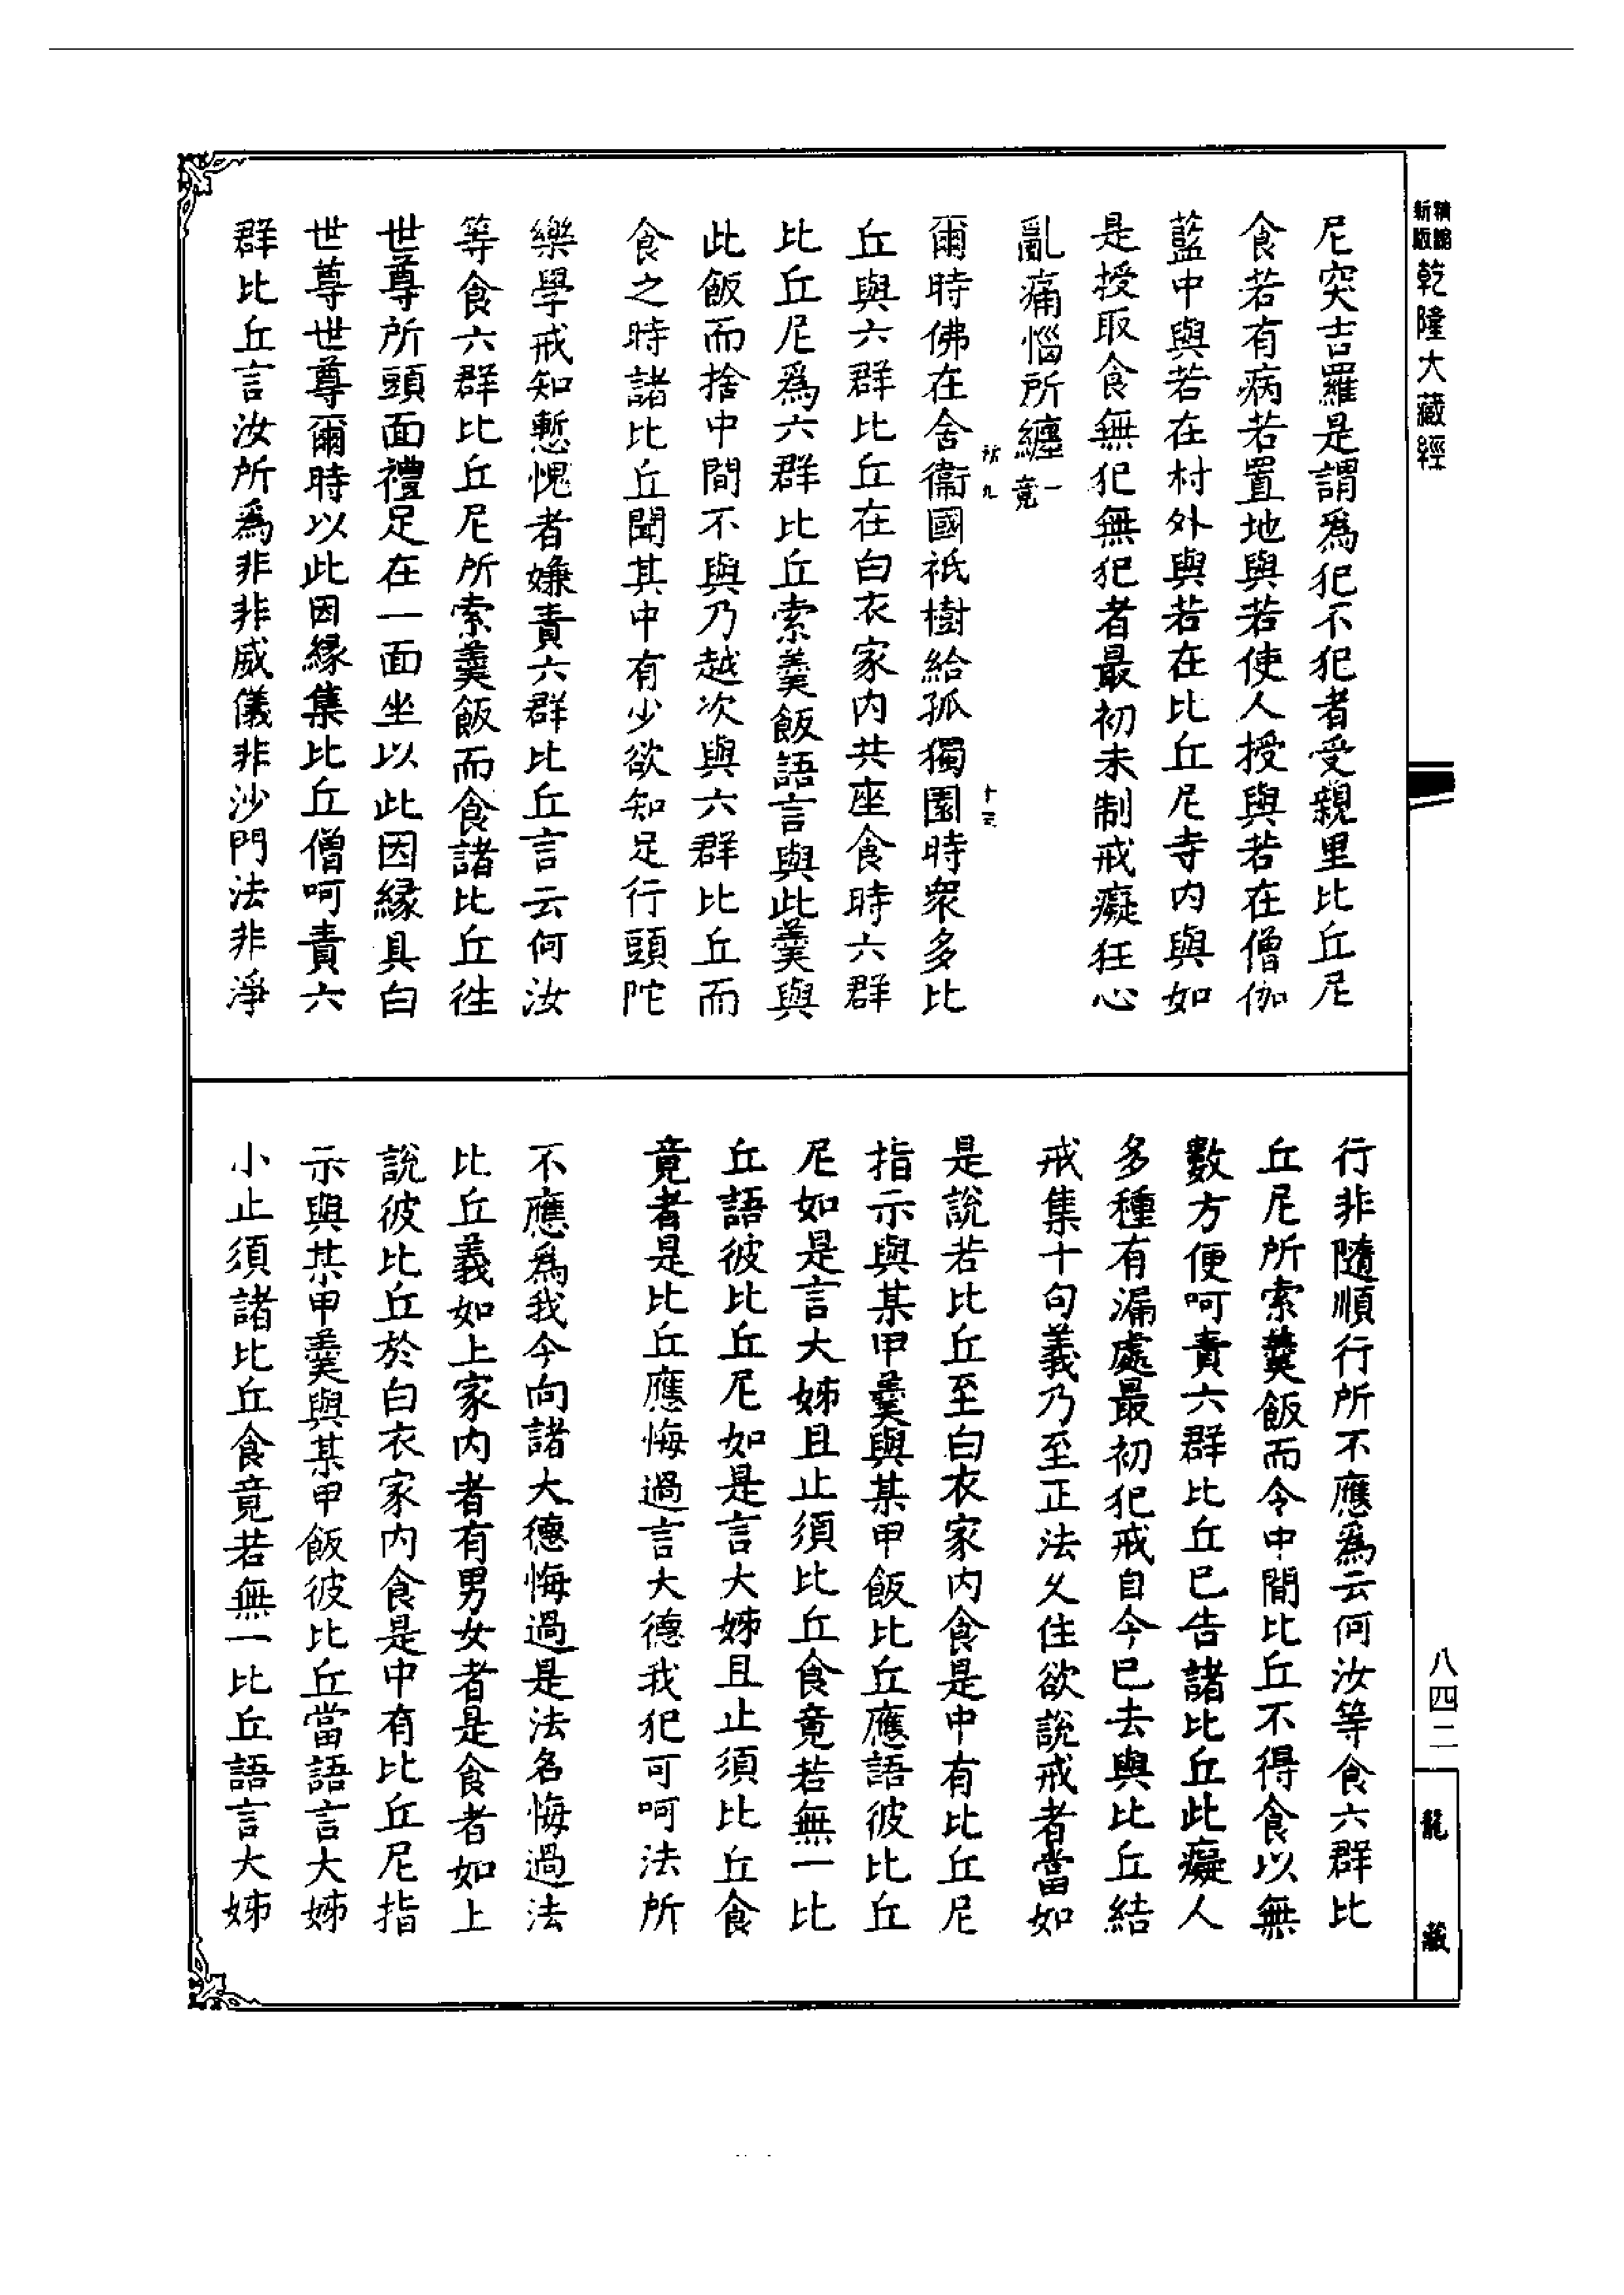 精縮新版乾隆大藏經
尼突吉羅是謂爲犯不犯者受親里比丘尼
食若有病若置地與若使人授與若在僧伽
藍中與若在村外與若在比丘尼寺内與如
是授取食無犯無犯者最初未制戒癡狂心
亂痛惱所纏一竟
爾時佛在舍衞國祇樹給孤獨園時衆多比
丘與六群比丘在白衣家内共座食時六群
比丘尼爲六群比丘索羹飯語言與此羹與
此飯而捨中間不與乃越次與六群比丘而
食之時諸比丘聞其中有少欲知足行頭陀
樂學戒知慙愧者嫌責六群比丘言云何汝
等食六群比丘尼所索羹飯而食諸比丘往
世尊所頭面禮足在一面坐以此因縁具白
世尊世尊爾時以此因縁集比丘僧呵責六
群比丘言汝所爲非非威儀非沙門法非淨
行非隨順行所不應爲云何汝等食六群比
丘尼所索羹飯而令中間比丘不得食以無
數方便呵責六群比丘已告諸比丘此癡人
多種有漏處最初犯戒自今已去與比丘結
戒集十句義乃至正法久住欲說戒者當如
是說若比丘至白衣家内食是中有比丘尼
指示與某甲羹與某甲飯比丘應語彼比丘
尼如是言大姊且止須比丘食竟若無一比
丘語彼比丘尼如是言大姊且止須比丘食
竟者是比丘應悔過言大德我犯可呵法所
不應爲我今向諸大德悔過是法名悔過法
比丘義如上家内者有男女者是食者如上
說彼比丘於白衣家内食是中有比丘尼指
示與某甲羹與某甲飯彼比丘當語言大姊
小止須諸比丘食竟若無一比丘語言大姊
八四二
龍藏